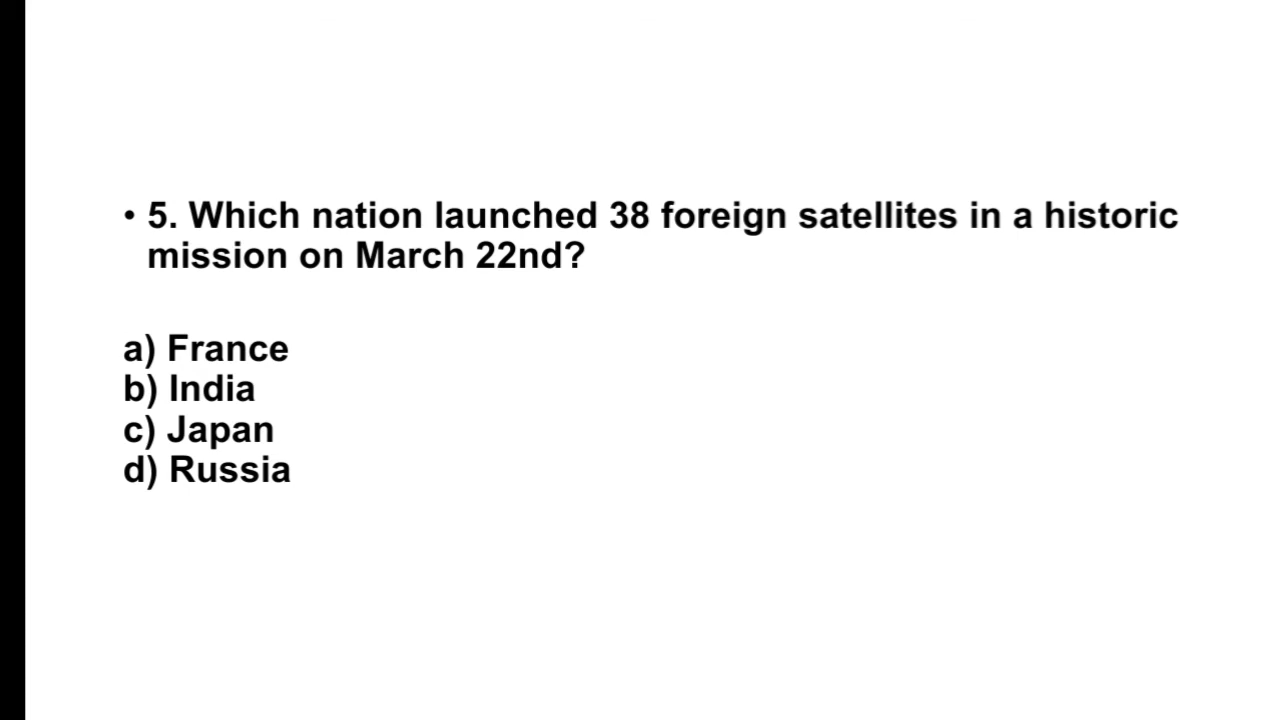 • 5. Which nation launched 38 foreign satellites in a historic
mission on March 22nd?
a) France
b) India
c) Japan
d) Russia